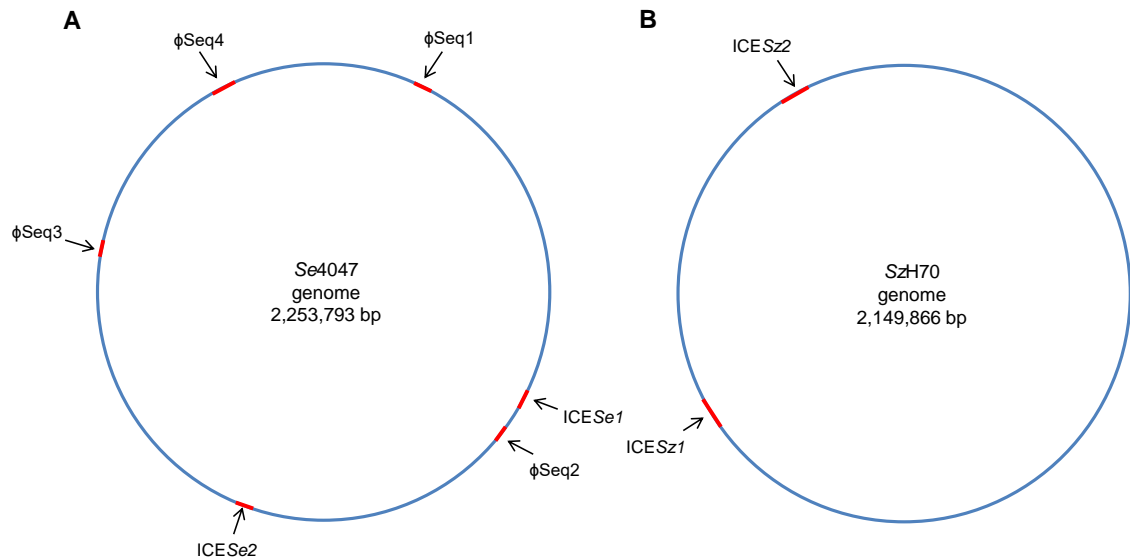 A
ϕSeq4
ϕSeq1
ϕSeq3
Se4047
genome
2,253,793 bp
ICESe1
ϕSeq2
ICESe2
B
ICESz2
SzH70
genome
2,149,866 bp
ICESz1